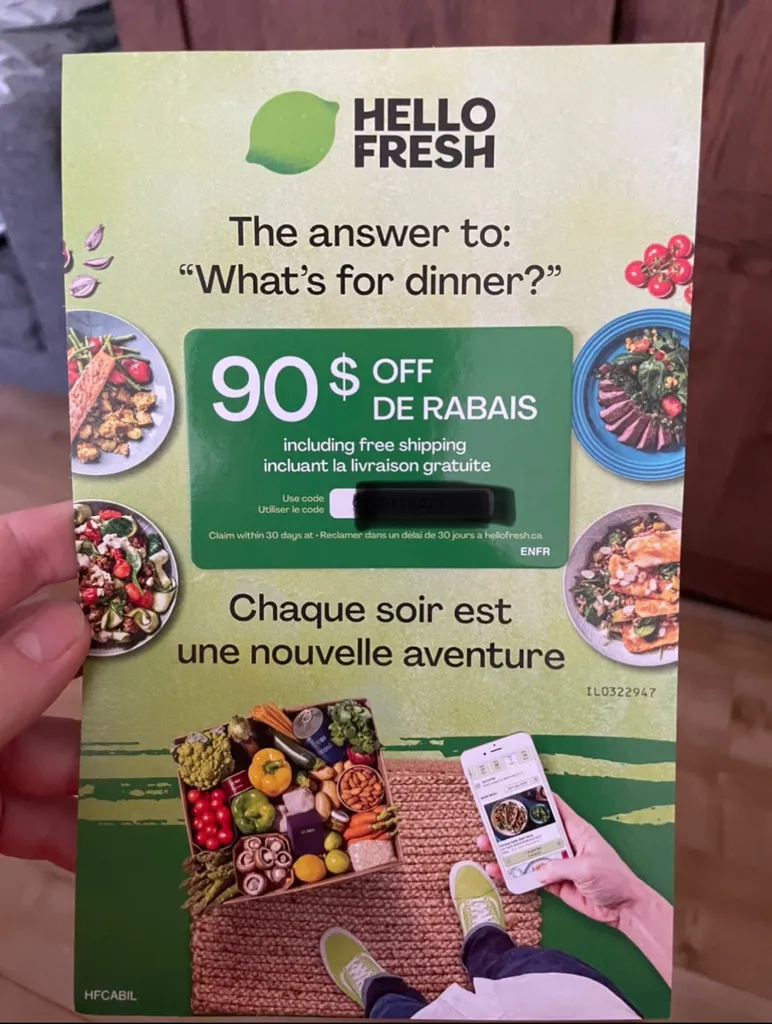 HELLO
FRESH
The answer to:
“What’s for dinner?”
90$ OFF
DE RABAIS
including free shipping
incluant la livraison gratuite
Use code
Utiliser le code
Claim within 30 days at • Reclamer dans un délai de 30 jours a hellofresh.ca
ENFR
Chaque soir est
une nouvelle aventure
IL0322947
HFCABIL